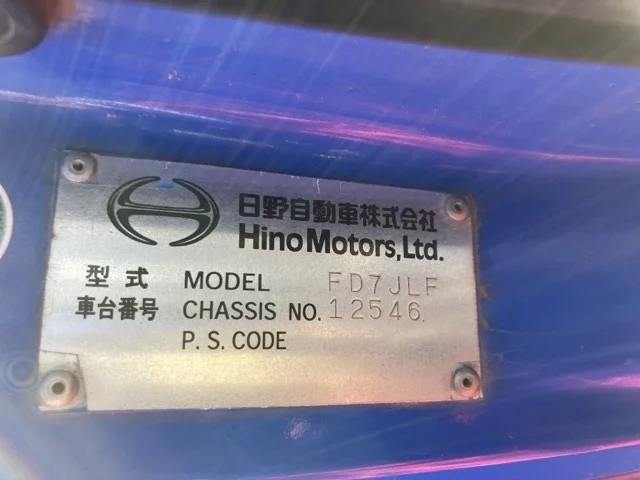 日野自動車株式会社
Hino Motors, Ltd.
型式 MODEL FD7JLF
車台番号 CHASSIS NO. 12546.
P. S. CODE